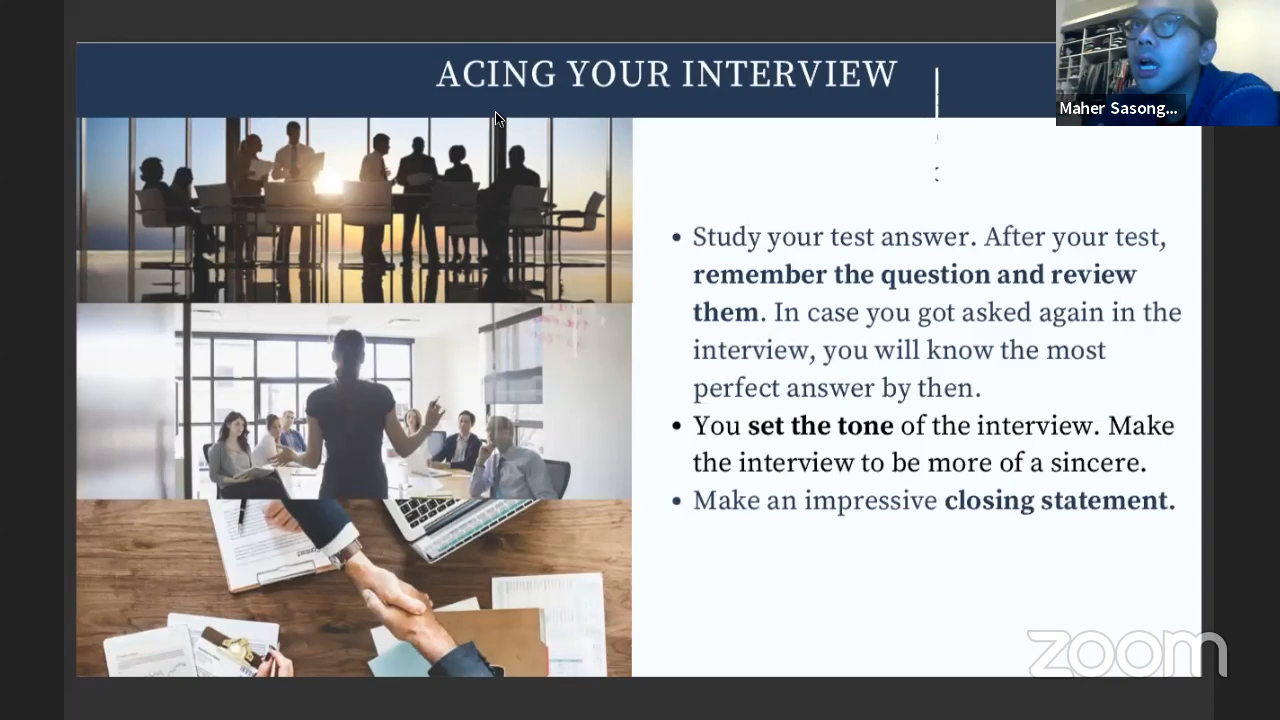 ACING YOUR INTERVIEW
Maher Sasong...
• Study your test answer. After your test,
remember the question and review
them. In case you got asked again in the
interview, you will know the most
perfect answer by then.
• You set the tone of the interview. Make
the interview to be more of a sincere.
• Make an impressive closing statement.
zoom